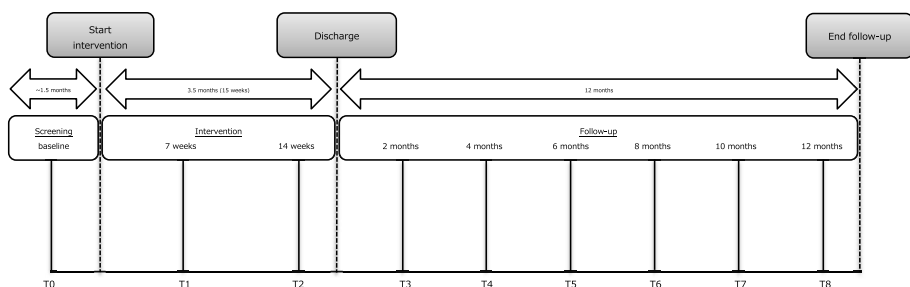 Start
intervention
Discharge
End follow-up
~1.5 months
3.5 months (15 weeks)
12 months
Screening
Intervention
Follow-up
baseline
7 weeks
14 weeks
2 months
4 months
6 months
8 months
10 months
12 months
T0
T1
T2
T3
T4
T5
T6
T7
T8